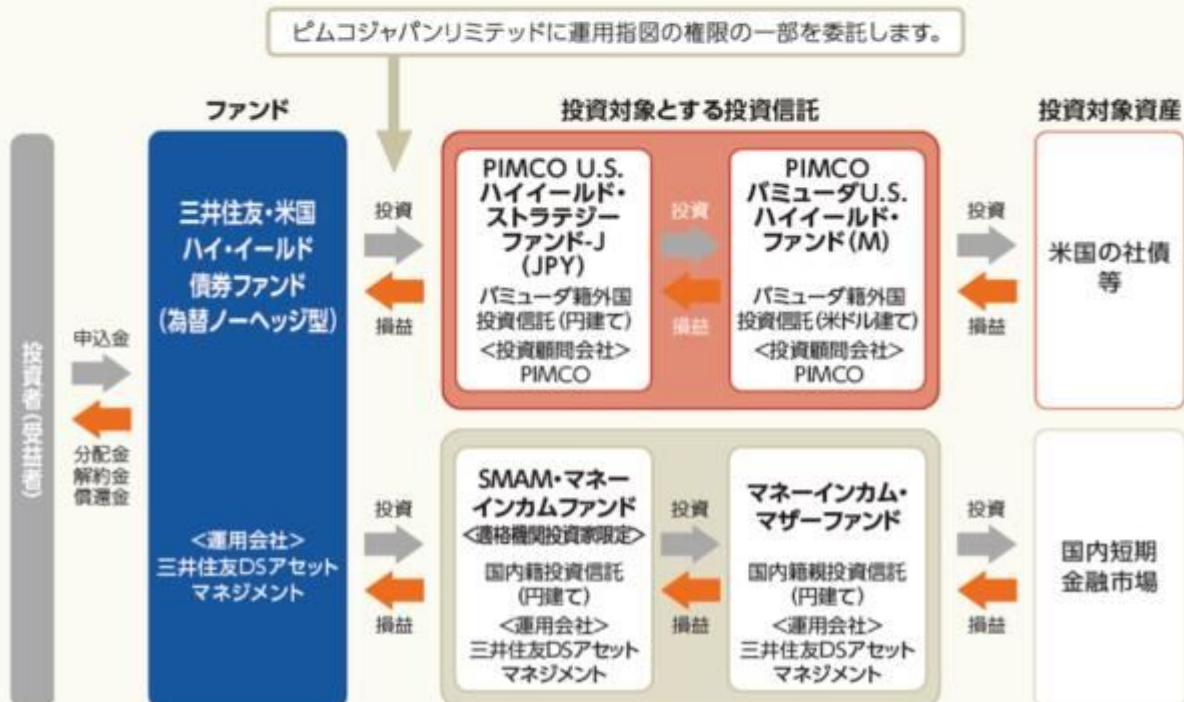 ピムコジャパンリミテッドに運用指図の権限の一部を委託します。
ファンド
投資対象とする投資信託
投資対象資産
投資者(受益者)
申込金
分配金
解約金
償還金
三井住友・米国
ハイ・イールド
債券ファンド
(為替ノーヘッジ型)
<運用会社>
三井住友DSアセット
マネジメント
投資
損益
PIMCO U.S.
ハイイールド・
ストラテジー
ファンド-J
(JPY)
バミューダ籍外国
投資信託(円建て)
<投資顧問会社>
PIMCO
投資
損益
PIMCO
バミューダU.S.
ハイイールド・
ファンド(M)
バミューダ籍外国
投資信託(米ドル建て)
<投資顧問会社>
PIMCO
投資
損益
米国の社債
等
投資
損益
SMAM・マネー
インカムファンド
<適格機関投資家限定>
国内籍投資信託
(円建て)
<運用会社>
三井住友DSアセット
マネジメント
投資
損益
マネーインカム・
マザーファンド
国内籍親投資信託
(円建て)
<運用会社>
三井住友DSアセット
マネジメント
投資
損益
国内短期
金融市場